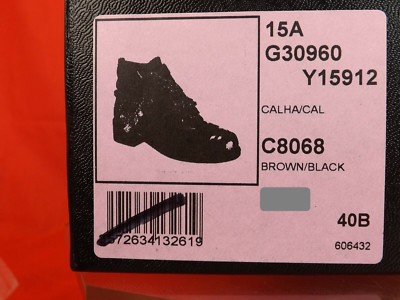 15A
G30960
Y15912
CALHA/CAL
C8068
BROWN/BLACK
40B
606432